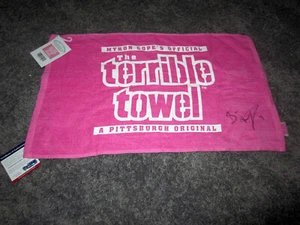 MYRON COPE'S OFFICIAL
The
terrible
towel
A PITTSBURGH ORIGINAL